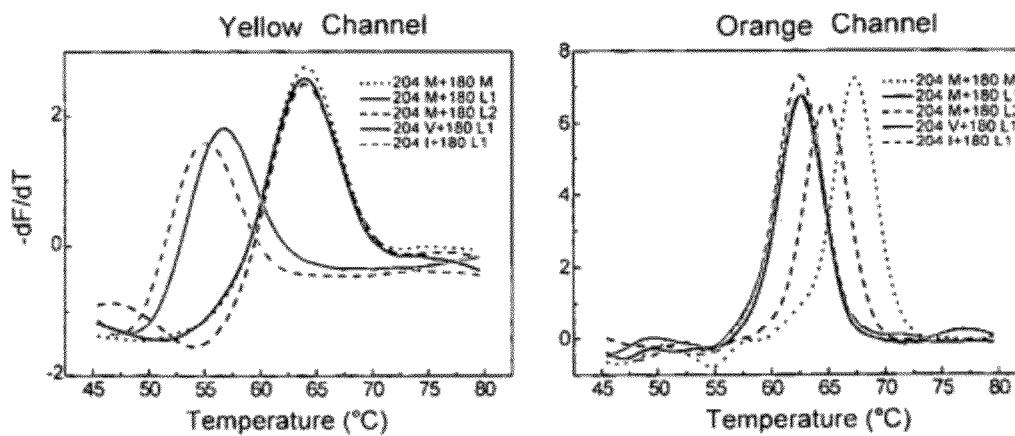 Yellow Channel
204 M+180 M
204 M+180 L1
204 M+180 L2
204 V+180 L1
204 I+180 L1
-dF/dT
2
0
-2
45 50 55 60 65 70 75 80
Temperature (°C)
Orange Channel
204 M+180 M
204 M+180 L1
204 M+180 L2
204 V+180 L1
204 I+180 L1
8
6
4
2
0
45 50 55 60 65 70 75 80
Temperature (°C)